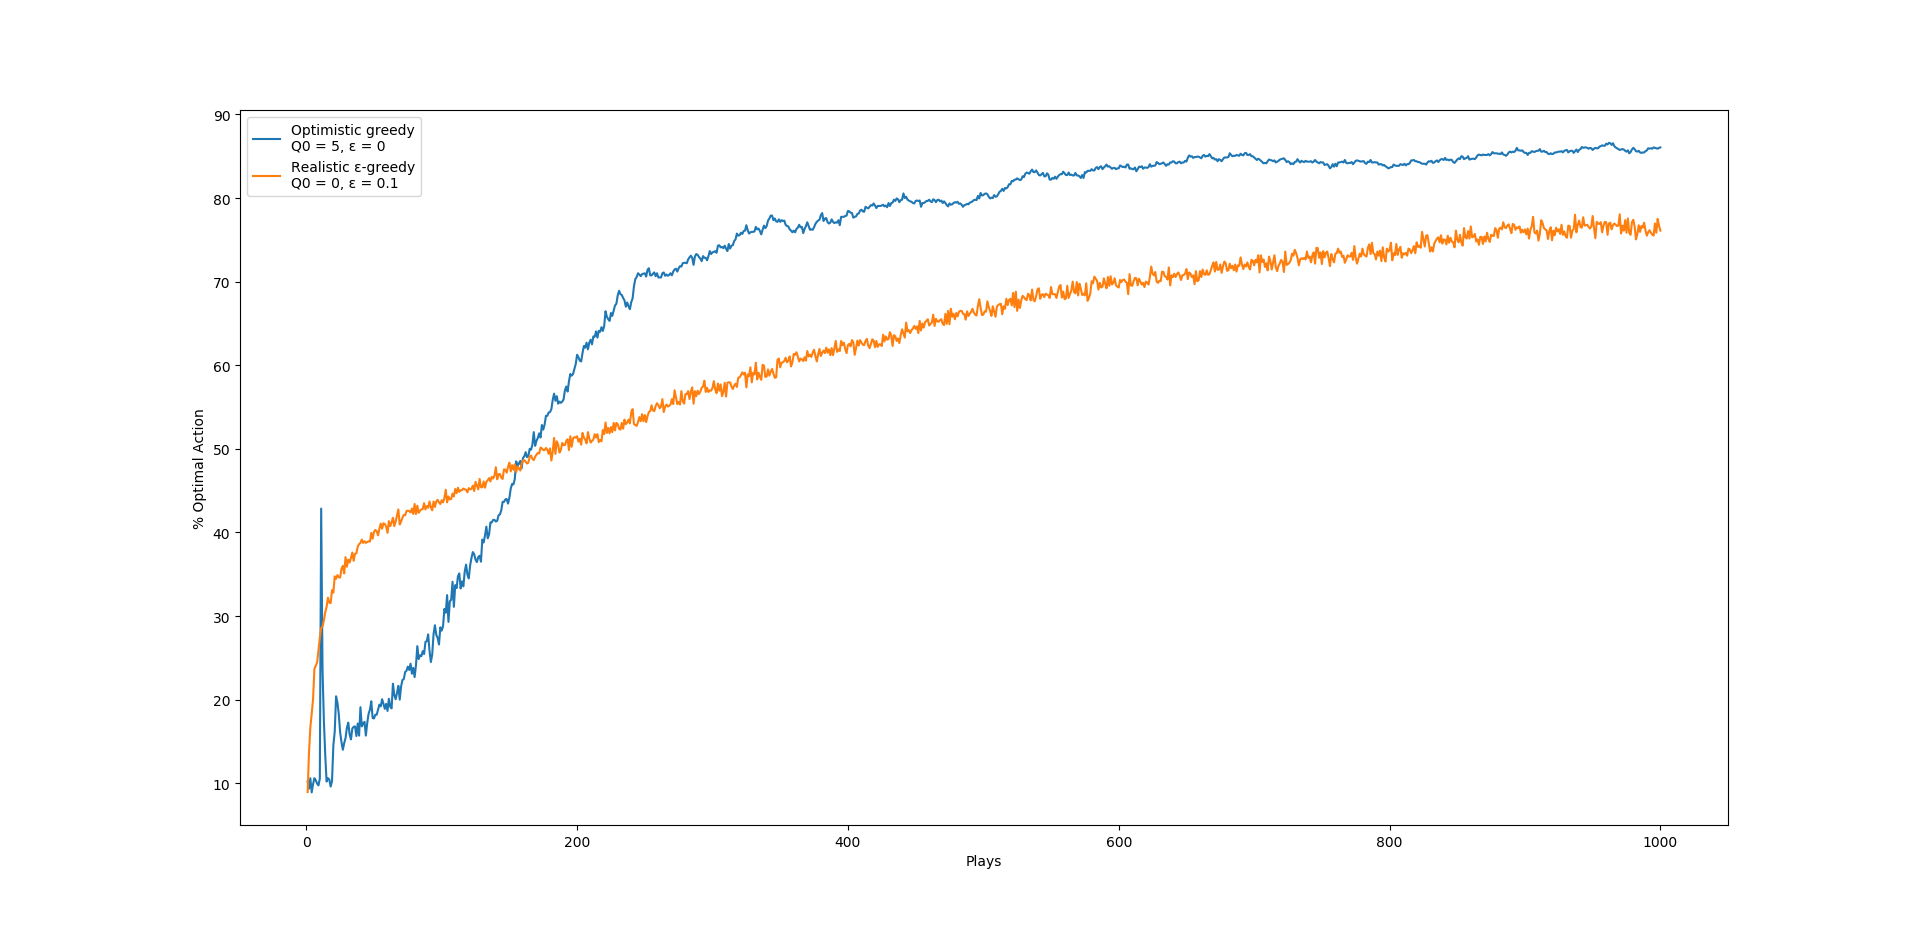 Optimistic greedy
Q0 = 5, ε = 0
Realistic ε-greedy
Q0 = 0, ε = 0.1
% Optimal Action
90
80
70
60
50
40
30
20
10
0 200 400 600 800 1000
Plays